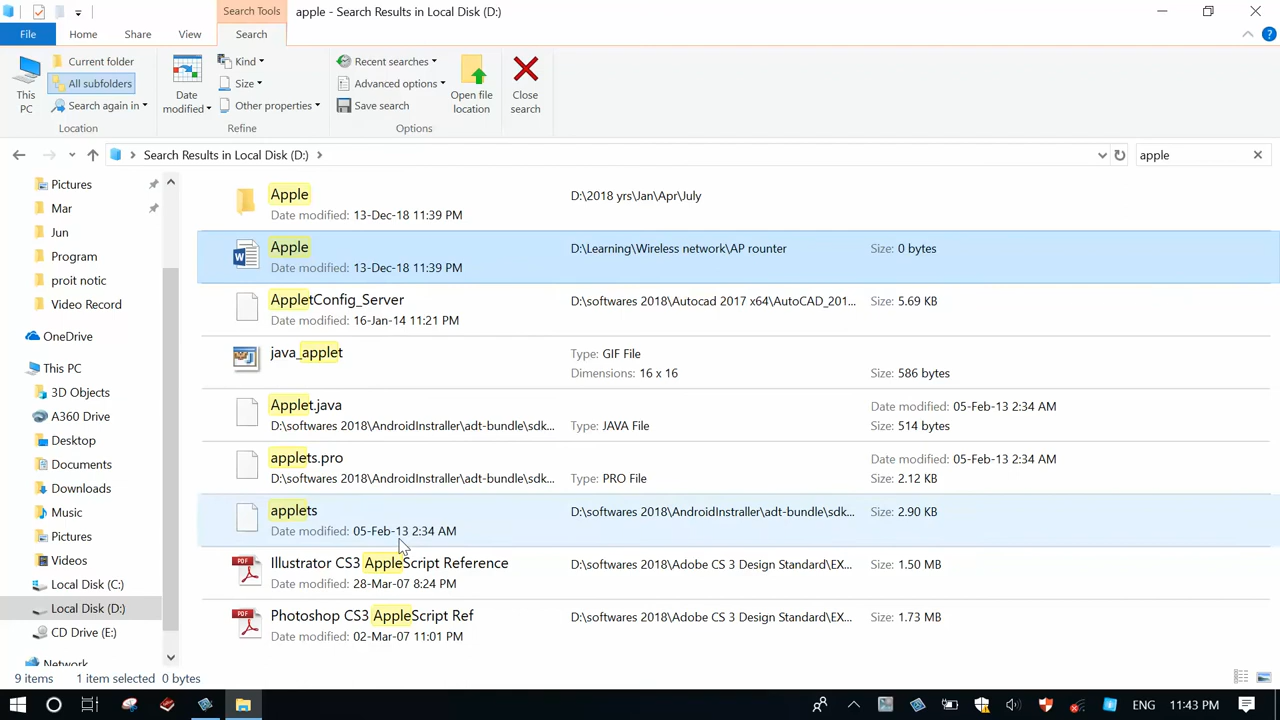 Search Tools
apple - Search Results in Local Disk (D:)
File
Home
Share
View
Search
This PC
Current folder
All subfolders
Search again in
Location
Date modified
Kind
Size
Other properties
Refine
Recent searches
Advanced options
Save search
Options
Open file location
Close search
Search Results in Local Disk (D:)
apple
Pictures
Mar
Jun
Program
proit notic
Video Record
OneDrive
This PC
3D Objects
A360 Drive
Desktop
Documents
Downloads
Music
Pictures
Videos
Local Disk (C:)
Local Disk (D:)
CD Drive (E:)
Network
Apple
D:\2018 yrs\Jan\Apr\July
Date modified: 13-Dec-18 11:39 PM
Apple
D:\Learning\Wireless network\AP rounter
Size: 0 bytes
Date modified: 13-Dec-18 11:39 PM
AppletConfig_Server
D:\softwares 2018\Autocad 2017 x64\AutoCAD_201...
Size: 5.69 KB
Date modified: 16-Jan-14 11:21 PM
java_applet
Type: GIF File
Dimensions: 16 x 16
Size: 586 bytes
Applet.java
Date modified: 05-Feb-13 2:34 AM
D:\softwares 2018\AndroidInstraller\adt-bundle\sdk...
Type: JAVA File
Size: 514 bytes
applets.pro
Date modified: 05-Feb-13 2:34 AM
D:\softwares 2018\AndroidInstraller\adt-bundle\sdk...
Type: PRO File
Size: 2.12 KB
applets
D:\softwares 2018\AndroidInstraller\adt-bundle\sdk...
Size: 2.90 KB
Date modified: 05-Feb-13 2:34 AM
Illustrator CS3 AppleScript Reference
D:\softwares 2018\Adobe CS 3 Design Standard\EX...
Size: 1.50 MB
Date modified: 28-Mar-07 8:24 PM
Photoshop CS3 AppleScript Ref
D:\softwares 2018\Adobe CS 3 Design Standard\EX...
Size: 1.73 MB
Date modified: 02-Mar-07 11:01 PM
9 items
1 item selected 0 bytes
ENG
11:43 PM